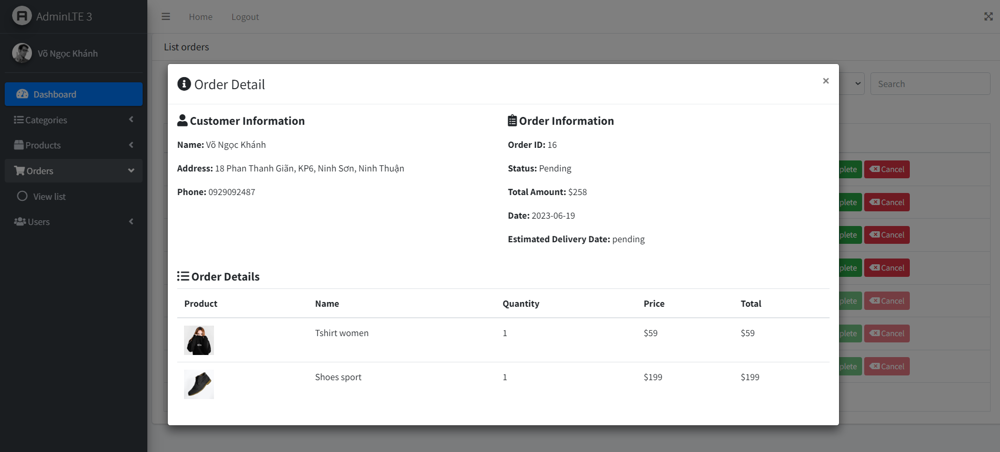 AdminLTE 3
Home
Logout
Võ Ngọc Khánh
List orders
Search
Dashboard
Categories
Products
Orders
View list
Users
Order Detail
×
Customer Information
Name: Võ Ngọc Khánh
Address: 18 Phan Thanh Giãn, KP6, Ninh Sơn, Ninh Thuận
Phone: 0929092487
Order Information
Order ID: 16
Status: Pending
Total Amount: $258
Date: 2023-06-19
Estimated Delivery Date: pending
Order Details
Product Name Quantity Price Total
Tshirt women 1 $59 $59
Shoes sport 1 $199 $199
plete Cancel
plete Cancel
plete Cancel
plete Cancel
plete Cancel
plete Cancel
plete Cancel